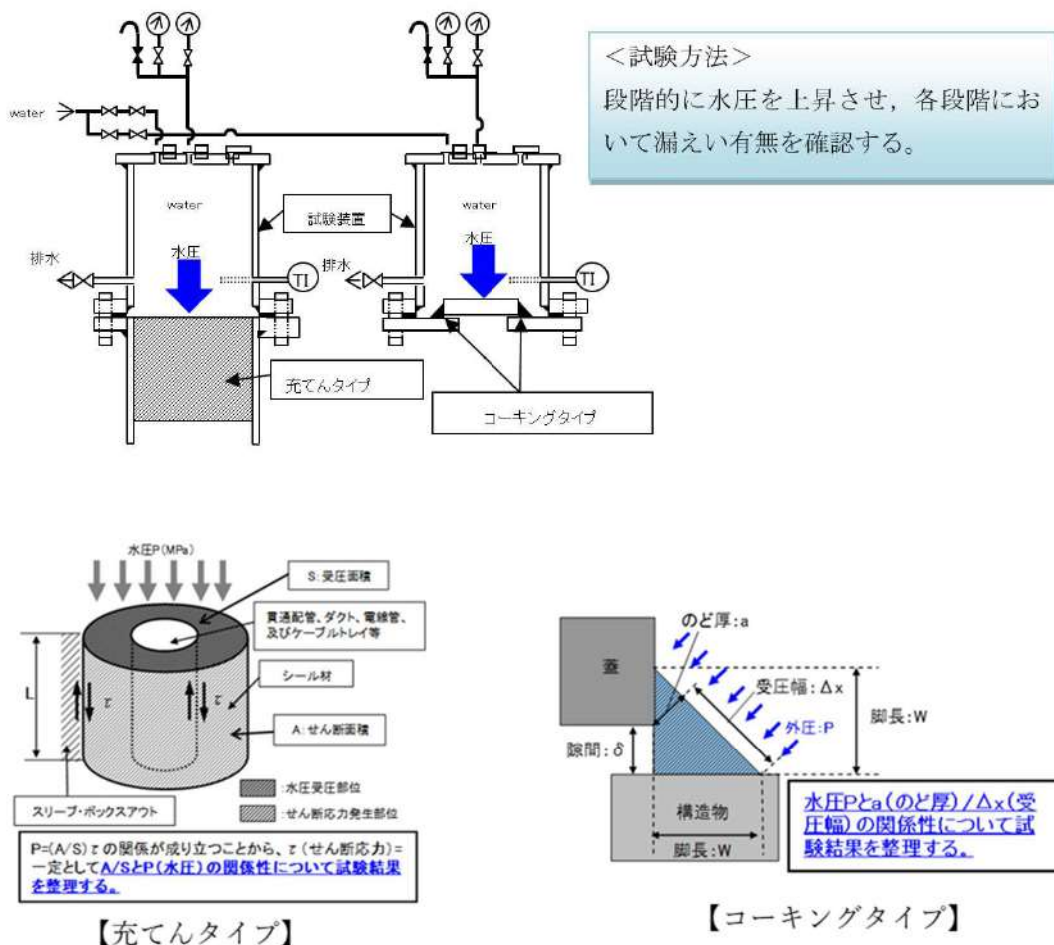 ＜試験方法＞
段階的に水圧を上昇させ，各段階にお
いて漏えい有無を確認する。
water
water
water
試験装置
水圧
水圧
排水
排水
TI
TI
充てんタイプ
コーキングタイプ
水圧P(MPa)
S:受圧面積
貫通配管、ダクト、電線管、
及びケーブルトレイ等
L
シール材
τ
τ
A:せん断面積
:水圧受圧部位
:せん断応力発生部位
スリーブ・ボックスアウト
P=(A/S)τの関係が成り立つことから、τ(せん断応力)=
一定としてA/SとP(水圧)の関係性について試験結果
を整理する。
【充てんタイプ】
のど厚:a
蓋
受圧幅:Δx
外圧:P
脚長:W
隙間:δ
構造物
脚長:W
水圧Pとa(のど厚)/Δx(受
圧幅)の関係性について試
験結果を整理する。
【コーキングタイプ】